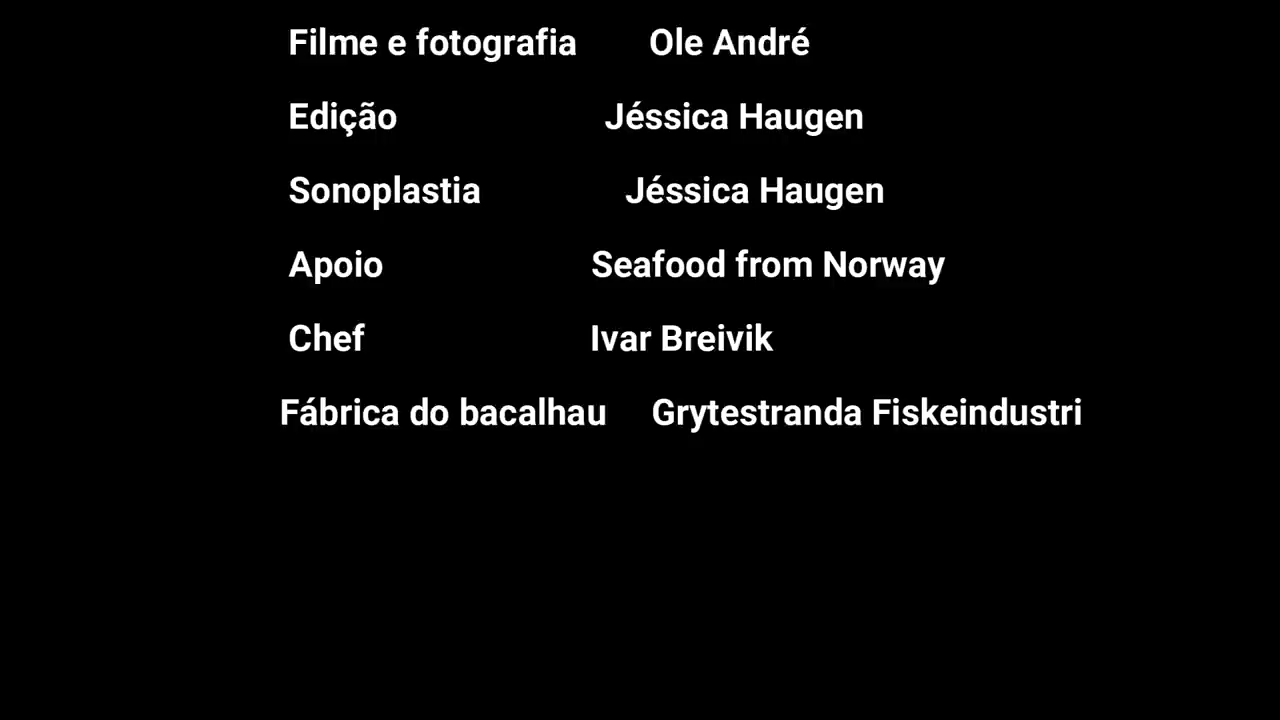 Filme e fotografia Ole André
Edição Jéssica Haugen
Sonoplastia Jéssica Haugen
Apoio Seafood from Norway
Chef Ivar Breivik
Fábrica do bacalhau Grytestranda Fiskeindustri